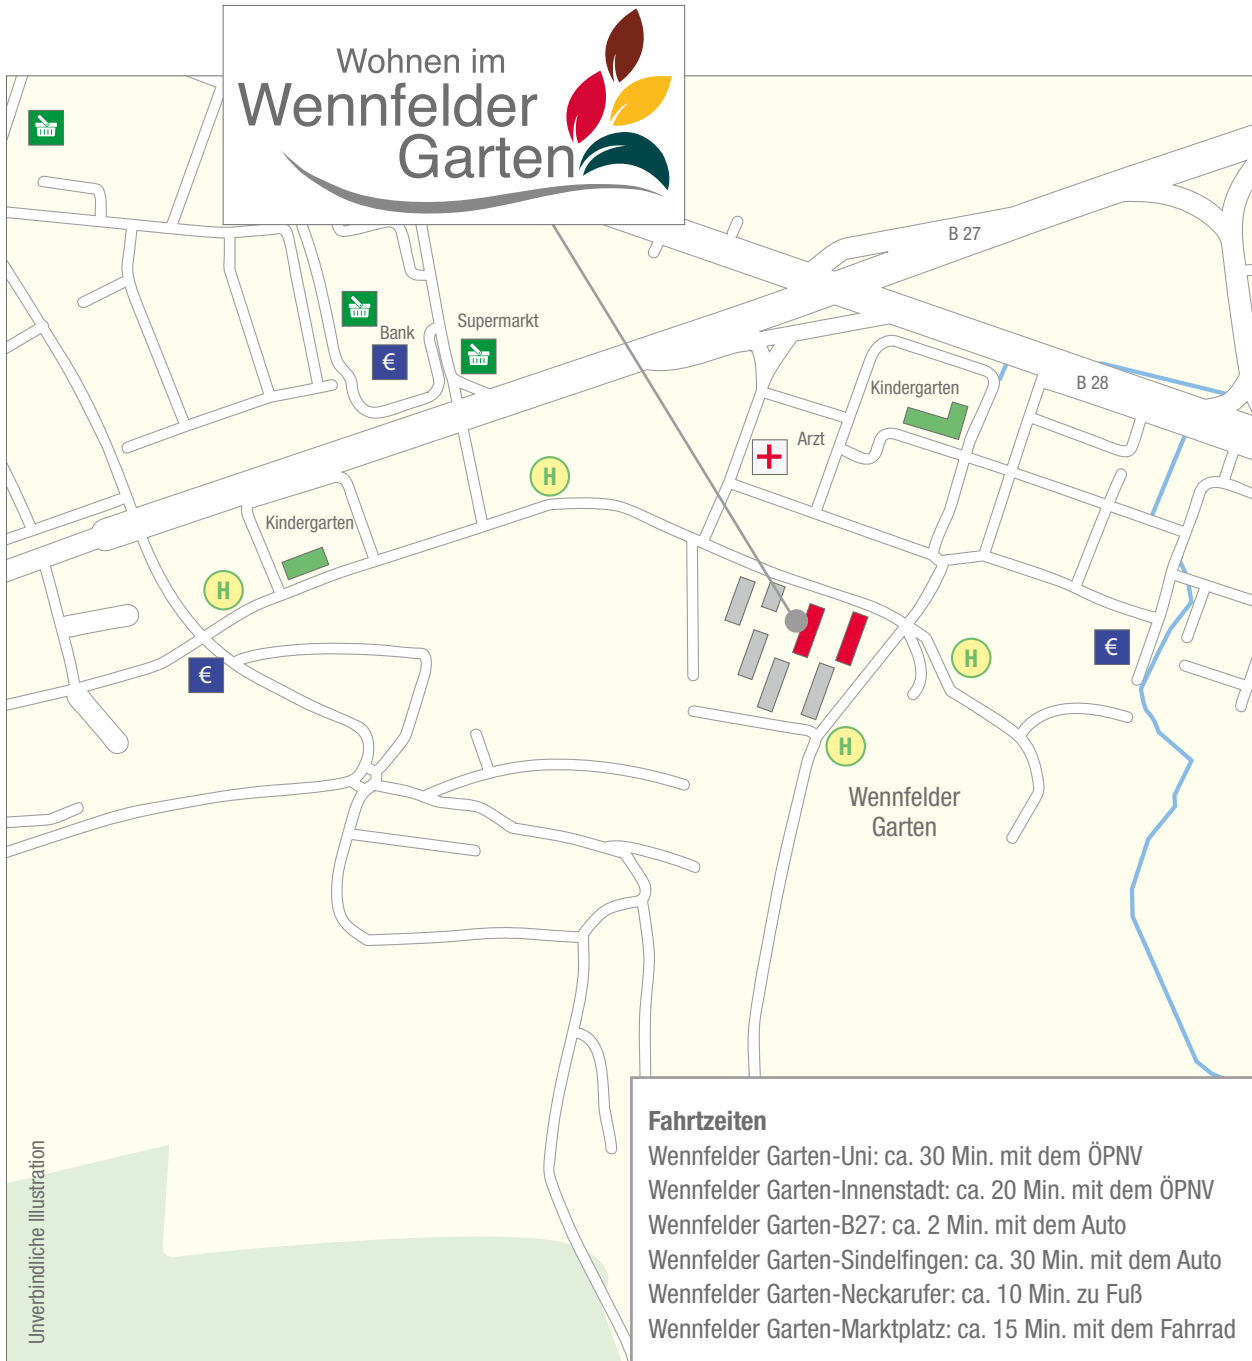 Wohnen im
Wennfelder
Garten
B 27
Supermarkt
Bank
€
B 28
Kindergarten
Arzt
H
Kindergarten
H
€
H
€
H
Wennfelder
Garten
Fahrtzeiten
Wennfelder Garten-Uni: ca. 30 Min. mit dem ÖPNV
Wennfelder Garten-Innenstadt: ca. 20 Min. mit dem ÖPNV
Wennfelder Garten-B27: ca. 2 Min. mit dem Auto
Wennfelder Garten-Sindelfingen: ca. 30 Min. mit dem Auto
Wennfelder Garten-Neckarufer: ca. 10 Min. zu Fuß
Wennfelder Garten-Marktplatz: ca. 15 Min. mit dem Fahrrad
Unverbindliche Illustration